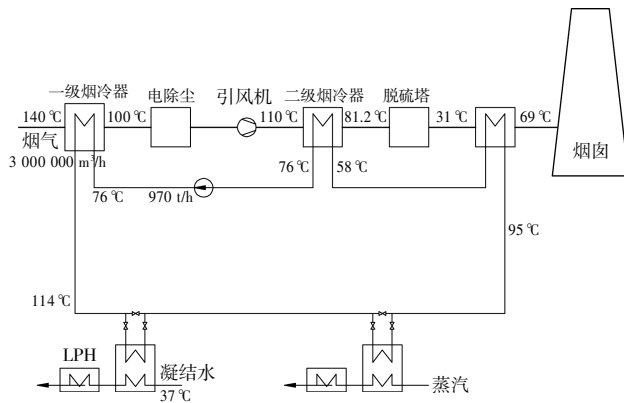 一级烟冷器 电除尘 引风机 二级烟冷器 脱硫塔
140 ℃ 100 ℃ 110 ℃ 81.2 ℃ 31 ℃ 69 ℃
烟气
烟囱
3 000 000 m³/h
76 ℃ 58 ℃
76 ℃ 970 t/h
95 ℃
114 ℃
LPH 凝结水 蒸汽
37 ℃